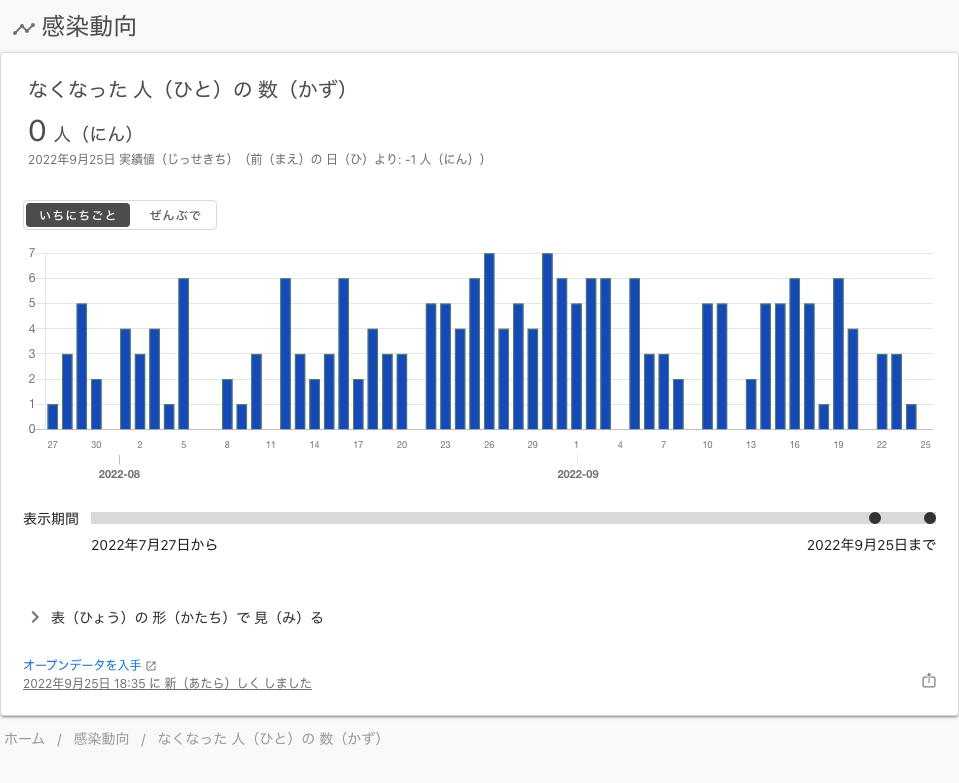 感染動向
なくなった 人（ひと）の 数（かず）
0 人（にん）
2022年9月25日 実績値（じっせきち）（前（まえ）の 日（ひ）より: -1 人（にん））
いちにちごと ぜんぶで
7
6
5
4
3
2
1
0
27 30 2 5 8 11 14 17 20 23 26 29 1 4 7 10 13 16 19 22 25
2022-08 2022-09
表示期間
2022年7月27日から 2022年9月25日まで
表（ひょう）の 形（かたち）で 見（み）る
オープンデータを入手
2022年9月25日 18:35 に 新（あたら）しく しました
ホーム / 感染動向 / なくなった 人（ひと）の 数（かず）